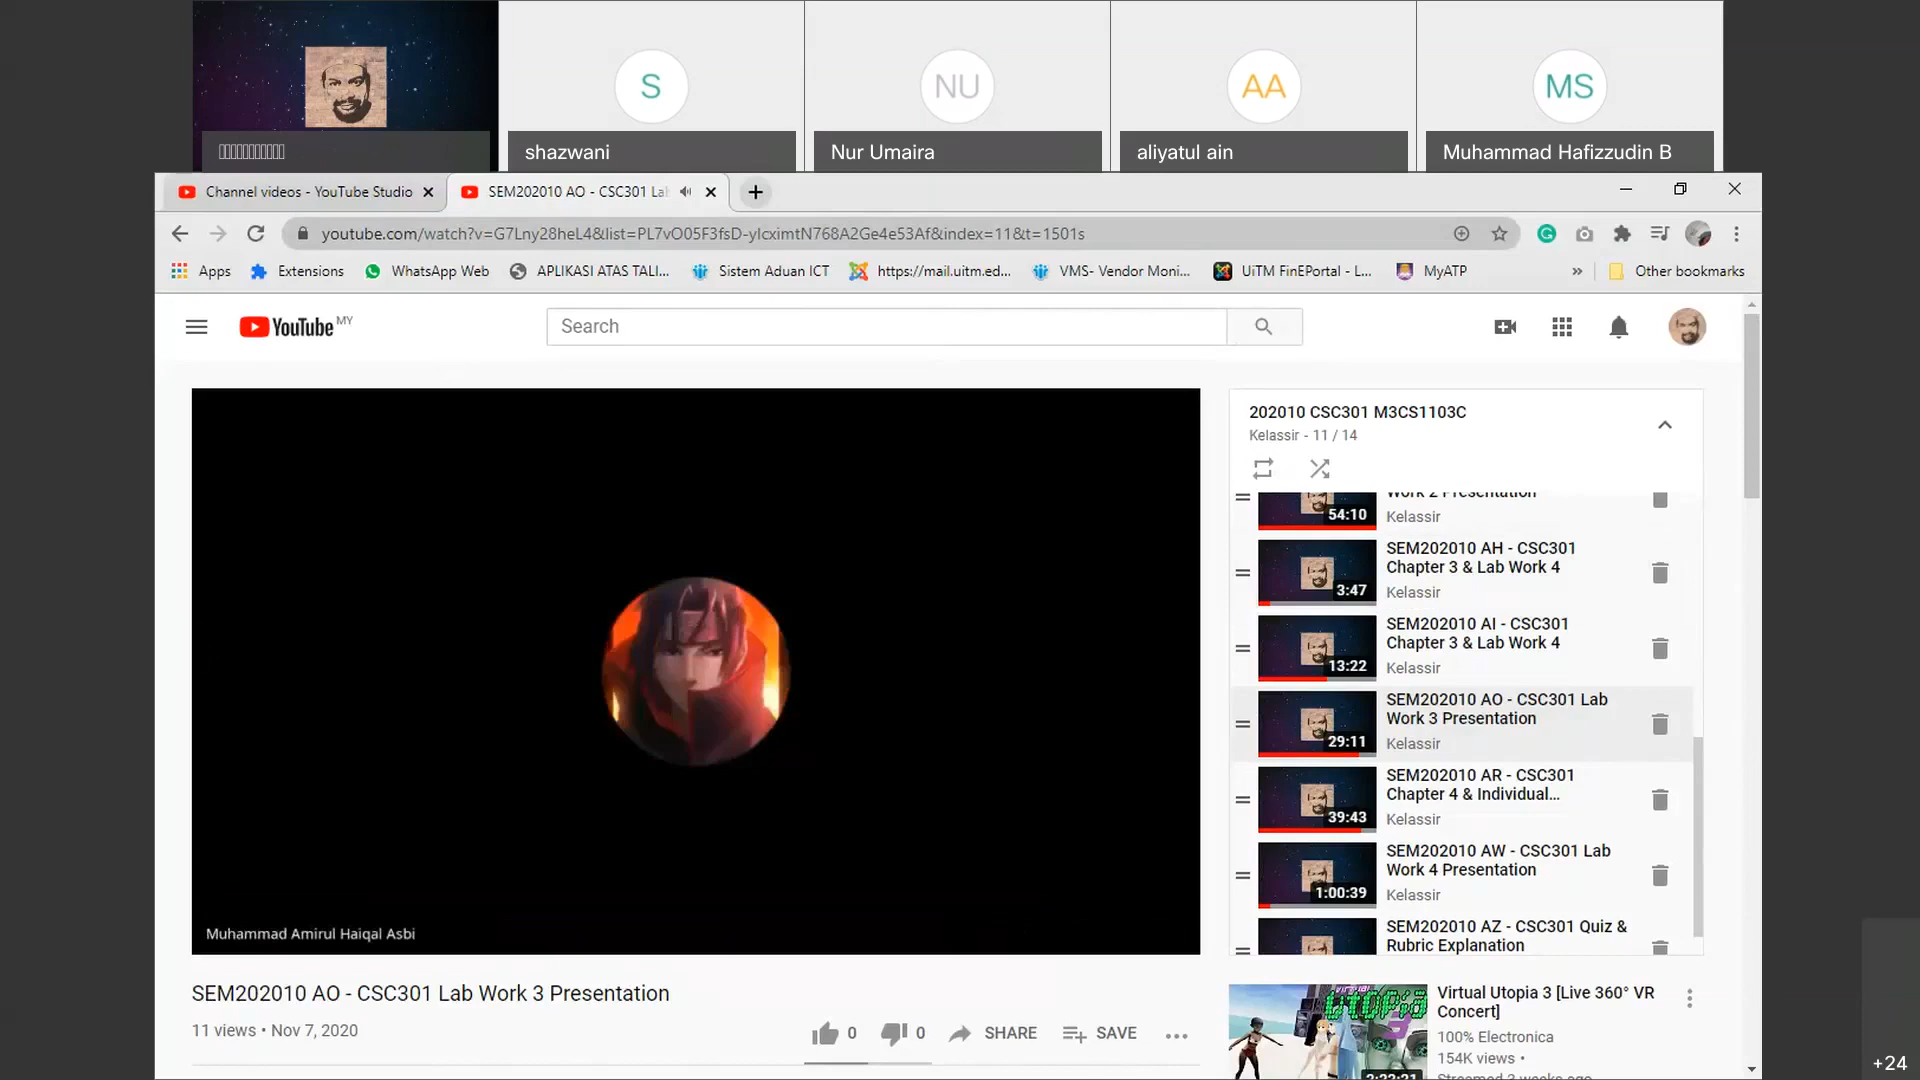 S
NU
AA
MS
shazwani
Nur Umaira
aliyatul ain
Muhammad Hafizzudin B
Channel videos - YouTube Studio
SEM202010 AO - CSC301 La
youtube.com/watch?v=G7Lny28heL4&list=PL7vO05F3fsD-ylcximtN768A2Ge4e53Af&index=11&t=1501s
Apps
Extensions
WhatsApp Web
APLIKASI ATAS TALI...
Sistem Aduan ICT
https://mail.uitm.ed...
VMS- Vendor Moni...
UiTM FinEPortal - L...
MyATP
»
Other bookmarks
YouTube MY
Search
202010 CSC301 M3CS1103C
Kelassir - 11 / 14
Work 2 Presentation
54:10
Kelassir
SEM202010 AH - CSC301
Chapter 3 & Lab Work 4
3:47
Kelassir
SEM202010 AI - CSC301
Chapter 3 & Lab Work 4
13:22
Kelassir
SEM202010 AO - CSC301 Lab
Work 3 Presentation
29:11
Kelassir
SEM202010 AR - CSC301
Chapter 4 & Individual...
39:43
Kelassir
SEM202010 AW - CSC301 Lab
Work 4 Presentation
1:00:39
Kelassir
SEM202010 AZ - CSC301 Quiz &
Rubric Explanation
Muhammad Amirul Haiqal Asbi
SEM202010 AO - CSC301 Lab Work 3 Presentation
11 views • Nov 7, 2020
0
0
SHARE
SAVE
Virtual Utopia 3 [Live 360° VR
Concert]
100% Electronica
154K views •
Streamed 3 weeks ago
+24